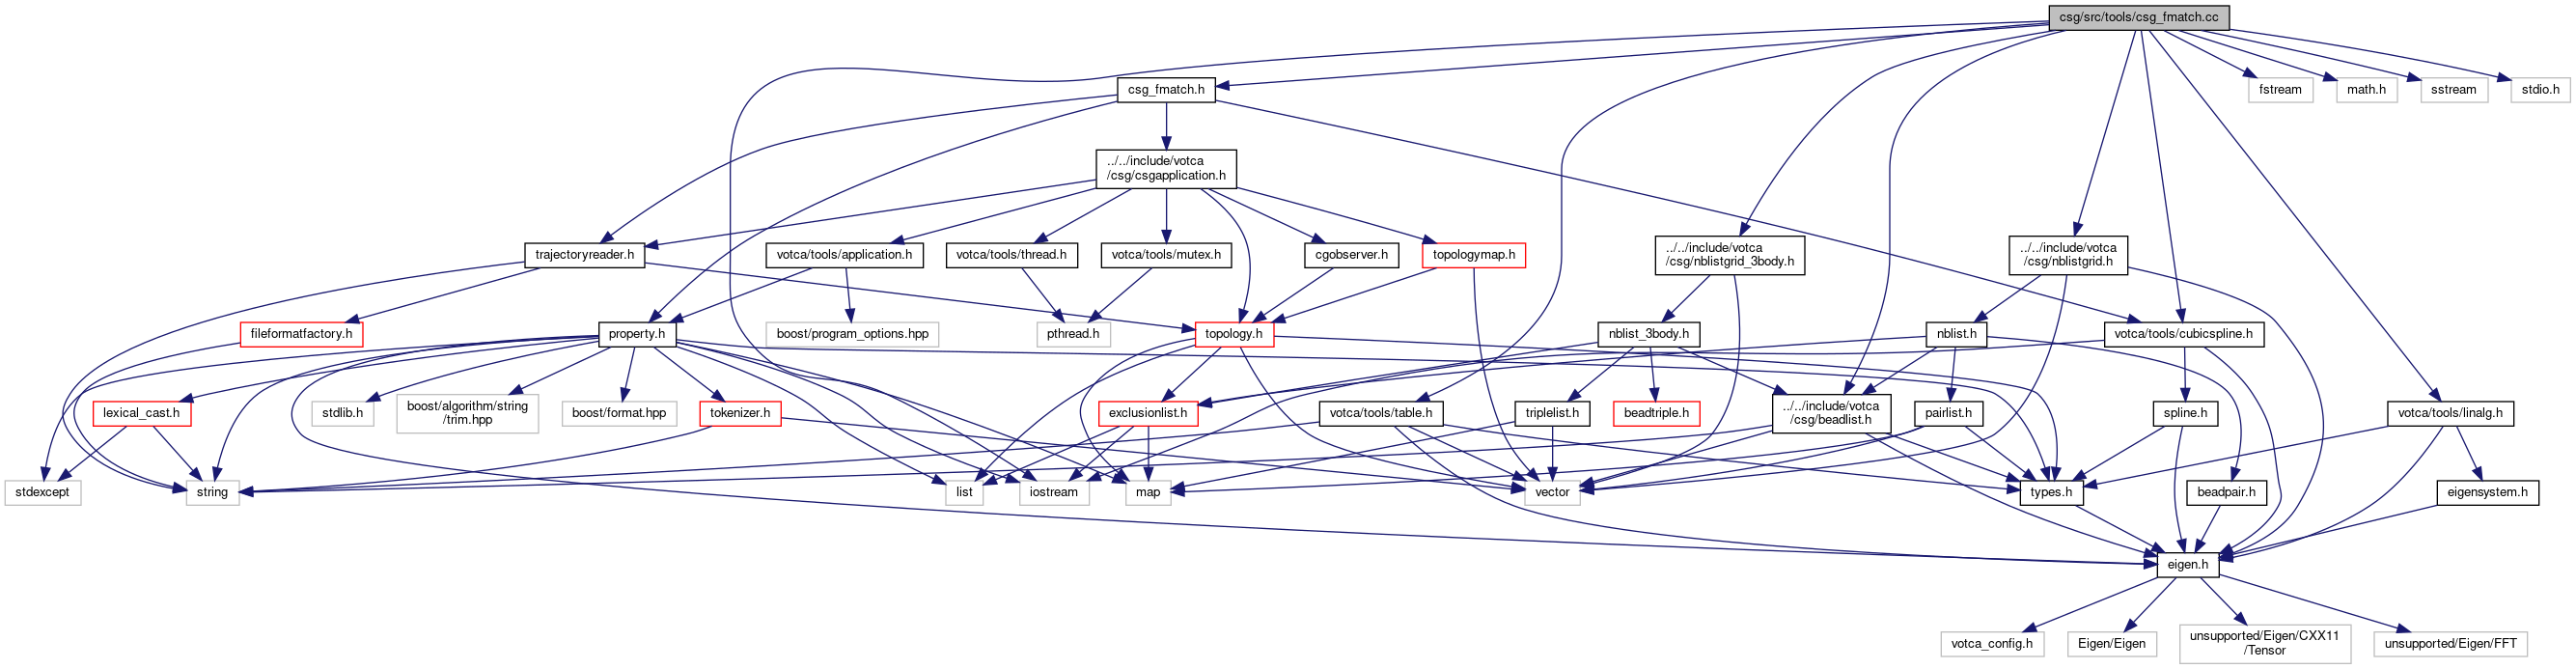 csg/src/tools/csg_fmatch.cc
csg_fmatch.h
fstream
math.h
sstream
stdio.h
../../include/votca
/csg/csgapplication.h
trajectoryreader.h
votca/tools/application.h
votca/tools/thread.h
votca/tools/mutex.h
cgobserver.h
topologymap.h
../../include/votca
/csg/nblistgrid_3body.h
../../include/votca
/csg/nblistgrid.h
fileformatfactory.h
property.h
boost/program_options.hpp
pthread.h
topology.h
nblist_3body.h
nblist.h
votca/tools/cubicspline.h
lexical_cast.h
stdlib.h
boost/algorithm/string
/trim.hpp
boost/format.hpp
tokenizer.h
exclusionlist.h
votca/tools/table.h
triplelist.h
beadtriple.h
../../include/votca
/csg/beadlist.h
pairlist.h
spline.h
votca/tools/linalg.h
stdexcept
string
list
iostream
map
vector
types.h
beadpair.h
eigensystem.h
eigen.h
votca_config.h
Eigen/Eigen
unsupported/Eigen/CXX11
/Tensor
unsupported/Eigen/FFT